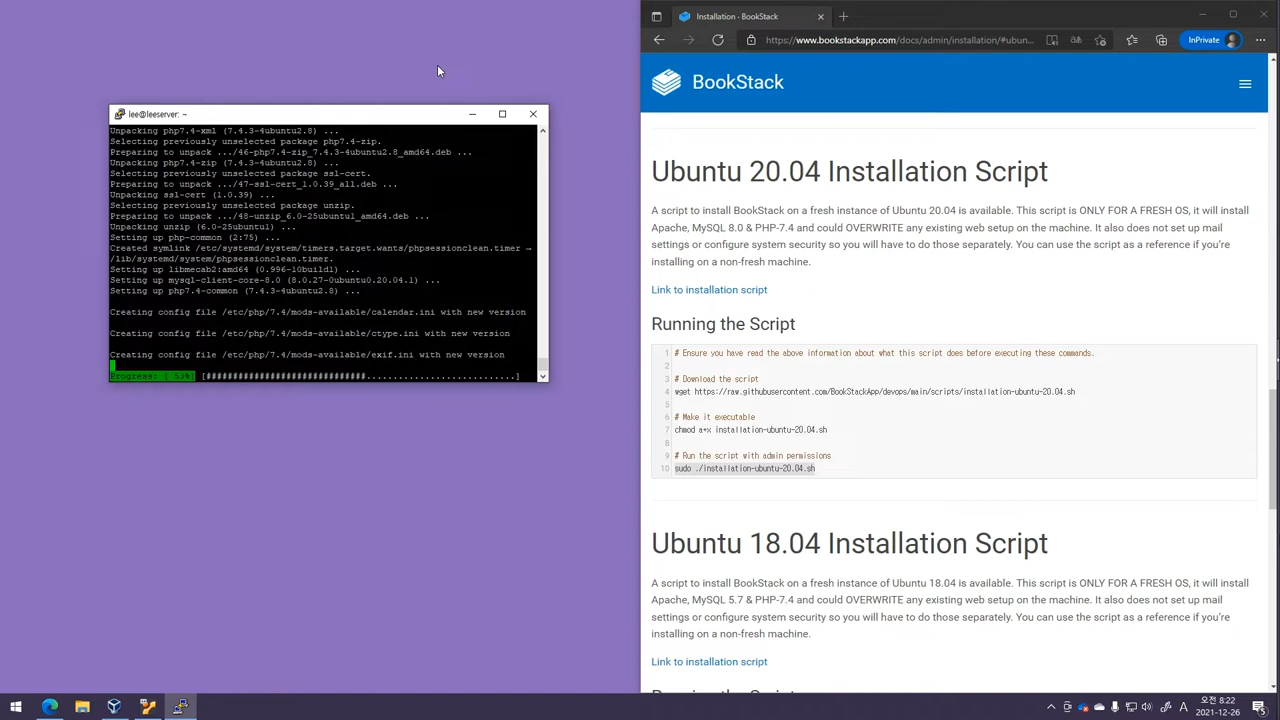 lee@leeserver: ~
Unpacking php7.4-xml (7.4.3-4ubuntu2.8) ...
Selecting previously unselected package php7.4-zip.
Preparing to unpack .../46-php7.4-zip_7.4.3-4ubuntu2.8_amd64.deb ...
Unpacking php7.4-zip (7.4.3-4ubuntu2.8) ...
Selecting previously unselected package ssl-cert.
Preparing to unpack .../47-ssl-cert_1.0.39_all.deb ...
Unpacking ssl-cert (1.0.39) ...
Selecting previously unselected package unzip.
Preparing to unpack .../48-unzip_6.0-25ubuntu1_amd64.deb ...
Unpacking unzip (6.0-25ubuntu1) ...
Setting up php-common (2:75) ...
Created symlink /etc/systemd/system/timers.target.wants/phpsessionclean.timer →
/lib/systemd/system/phpsessionclean.timer.
Setting up libmecab2:amd64 (0.996-10build1) ...
Setting up mysql-client-core-8.0 (8.0.27-0ubuntu0.20.04.1) ...
Setting up php7.4-common (7.4.3-4ubuntu2.8) ...
Creating config file /etc/php/7.4/mods-available/calendar.ini with new version
Creating config file /etc/php/7.4/mods-available/ctype.ini with new version
Creating config file /etc/php/7.4/mods-available/exif.ini with new version
Progress: [ 53%] [##############################.............................]
Installation · BookStack
https://www.bookstackapp.com/docs/admin/installation/#ubun...
InPrivate
BookStack
Ubuntu 20.04 Installation Script
A script to install BookStack on a fresh instance of Ubuntu 20.04 is available. This script is ONLY FOR A FRESH OS, it will install
Apache, MySQL 8.0 & PHP-7.4 and could OVERWRITE any existing web setup on the machine. It also does not set up mail
settings or configure system security so you will have to do those separately. You can use the script as a reference if you're
installing on a non-fresh machine.
Link to installation script
Running the Script
1 # Ensure you have read the above information about what this script does before executing these commands.
2
3 # Download the script
4 wget https://raw.githubusercontent.com/BookStackApp/devops/main/scripts/installation-ubuntu-20.04.sh
5
6 # Make it executable
7 chmod a+x installation-ubuntu-20.04.sh
8
9 # Run the script with admin permissions
10 sudo ./installation-ubuntu-20.04.sh
Ubuntu 18.04 Installation Script
A script to install BookStack on a fresh instance of Ubuntu 18.04 is available. This script is ONLY FOR A FRESH OS, it will install
Apache, MySQL 5.7 & PHP-7.4 and could OVERWRITE any existing web setup on the machine. It also does not set up mail
settings or configure system security so you will have to do those separately. You can use the script as a reference if you're
installing on a non-fresh machine.
Link to installation script
Running the Script
A
오전 8:22
2021-12-26